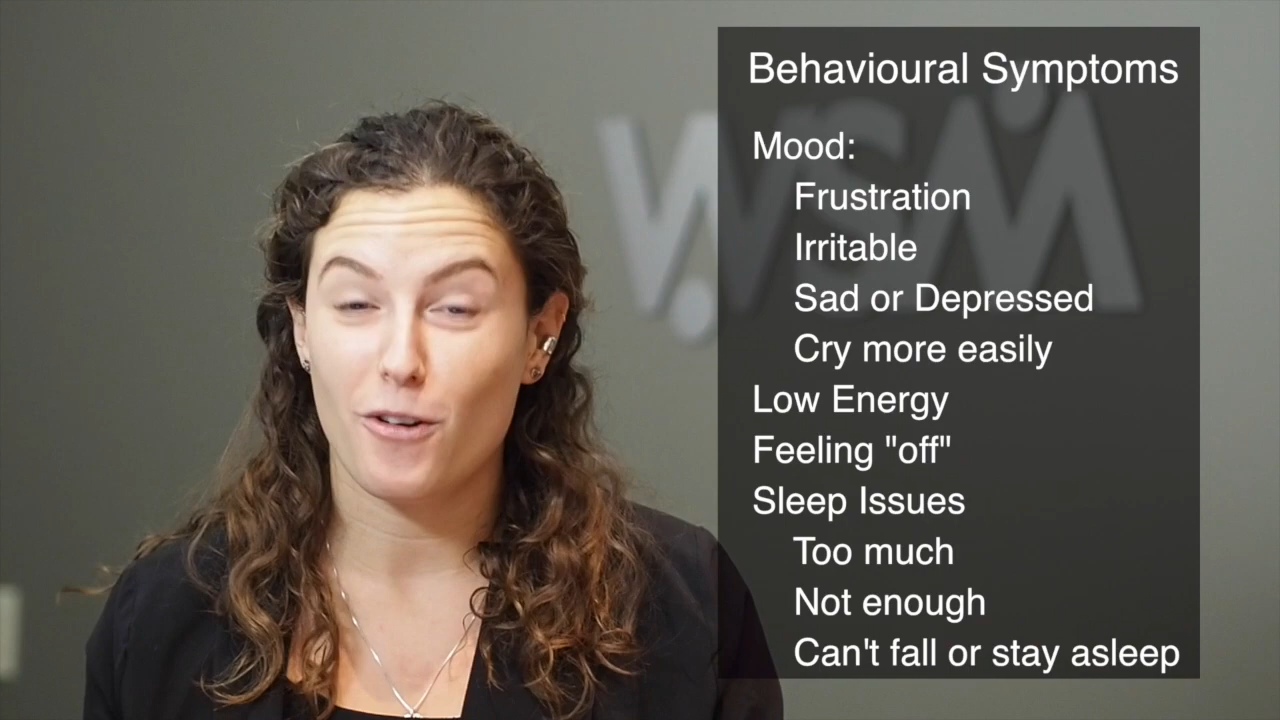 Behavioural Symptoms
WSM
Mood:
Frustration
Irritable
Sad or Depressed
Cry more easily
Low Energy
Feeling "off"
Sleep Issues
Too much
Not enough
Can't fall or stay asleep